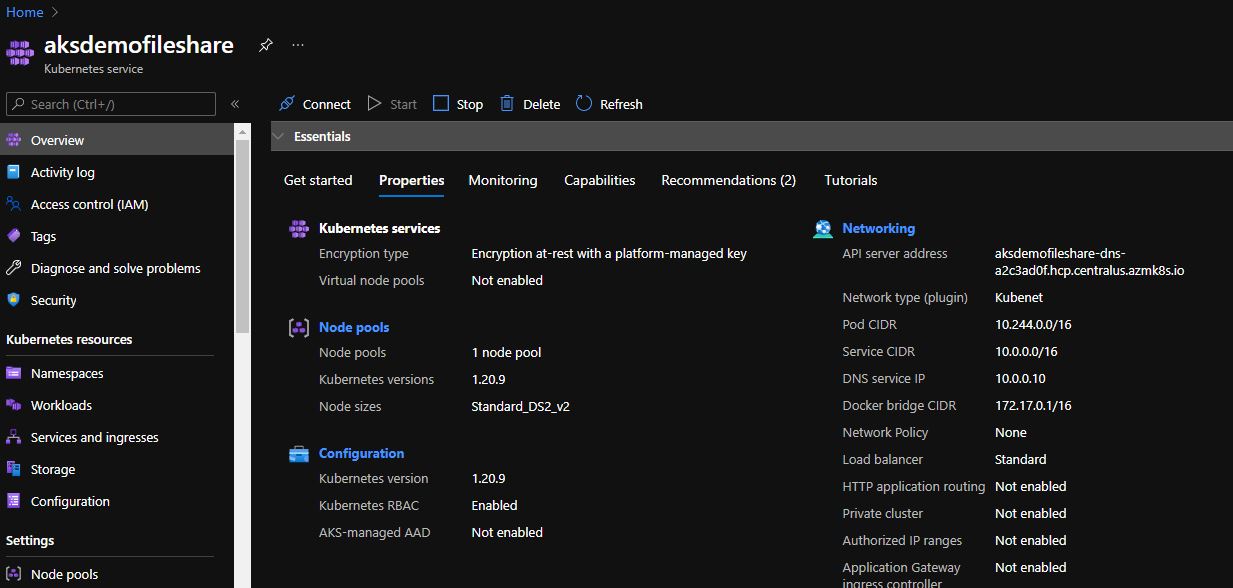 Home
aksdemofileshare
Kubernetes service
Search (Ctrl+/)
Overview
Activity log
Access control (IAM)
Tags
Diagnose and solve problems
Security
Kubernetes resources
Namespaces
Workloads
Services and ingresses
Storage
Configuration
Settings
Node pools
Connect Start Stop Delete Refresh
Essentials
Get started Properties Monitoring Capabilities Recommendations (2) Tutorials
Kubernetes services
Encryption type Encryption at-rest with a platform-managed key
Virtual node pools Not enabled
Node pools
Node pools 1 node pool
Kubernetes versions 1.20.9
Node sizes Standard_DS2_v2
Configuration
Kubernetes version 1.20.9
Kubernetes RBAC Enabled
AKS-managed AAD Not enabled
Networking
API server address aksdemofileshare-dns-
a2c3ad0f.hcp.centralus.azmk8s.io
Network type (plugin) Kubenet
Pod CIDR 10.244.0.0/16
Service CIDR 10.0.0.0/16
DNS service IP 10.0.0.10
Docker bridge CIDR 172.17.0.1/16
Network Policy None
Load balancer Standard
HTTP application routing Not enabled
Private cluster Not enabled
Authorized IP ranges Not enabled
Application Gateway Not enabled
ingress controller